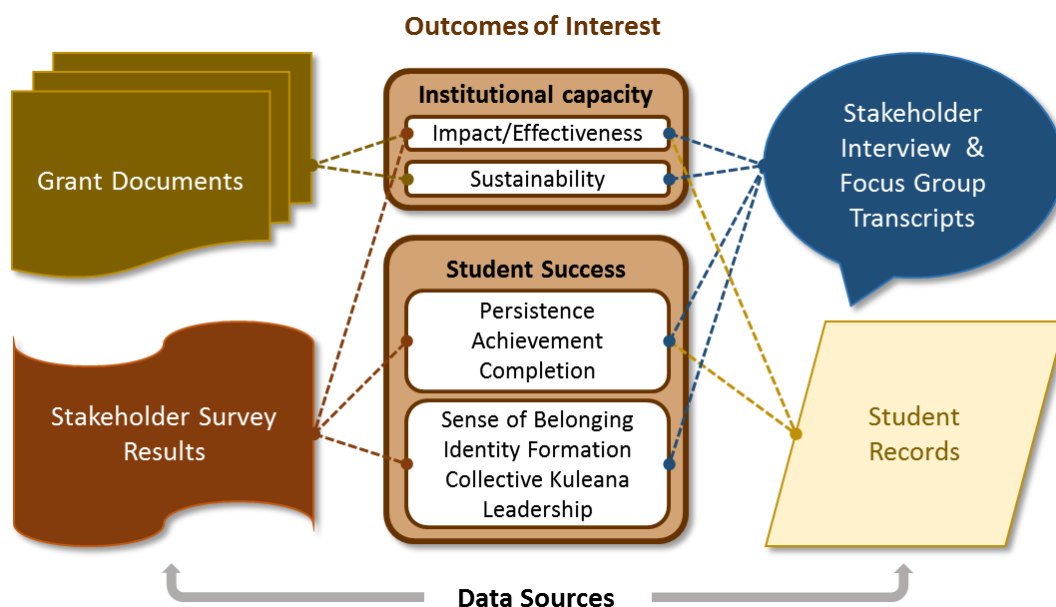 Outcomes of Interest
Grant Documents
Institutional capacity
Impact/Effectiveness
Sustainability
Stakeholder
Interview &
Focus Group
Transcripts
Stakeholder Survey
Results
Student Success
Persistence
Achievement
Completion
Sense of Belonging
Identity Formation
Collective Kuleana
Leadership
Student
Records
Data Sources